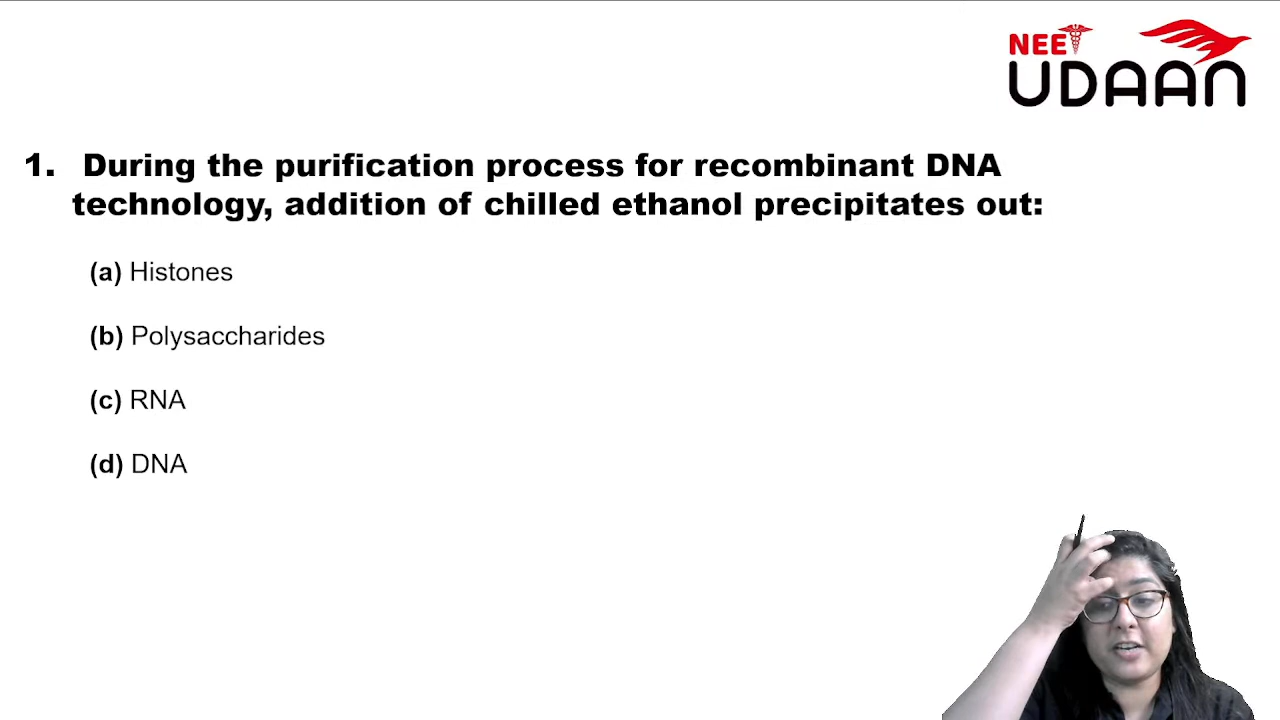 NEET
UDAAN
1. During the purification process for recombinant DNA
technology, addition of chilled ethanol precipitates out:
(a) Histones
(b) Polysaccharides
(c) RNA
(d) DNA